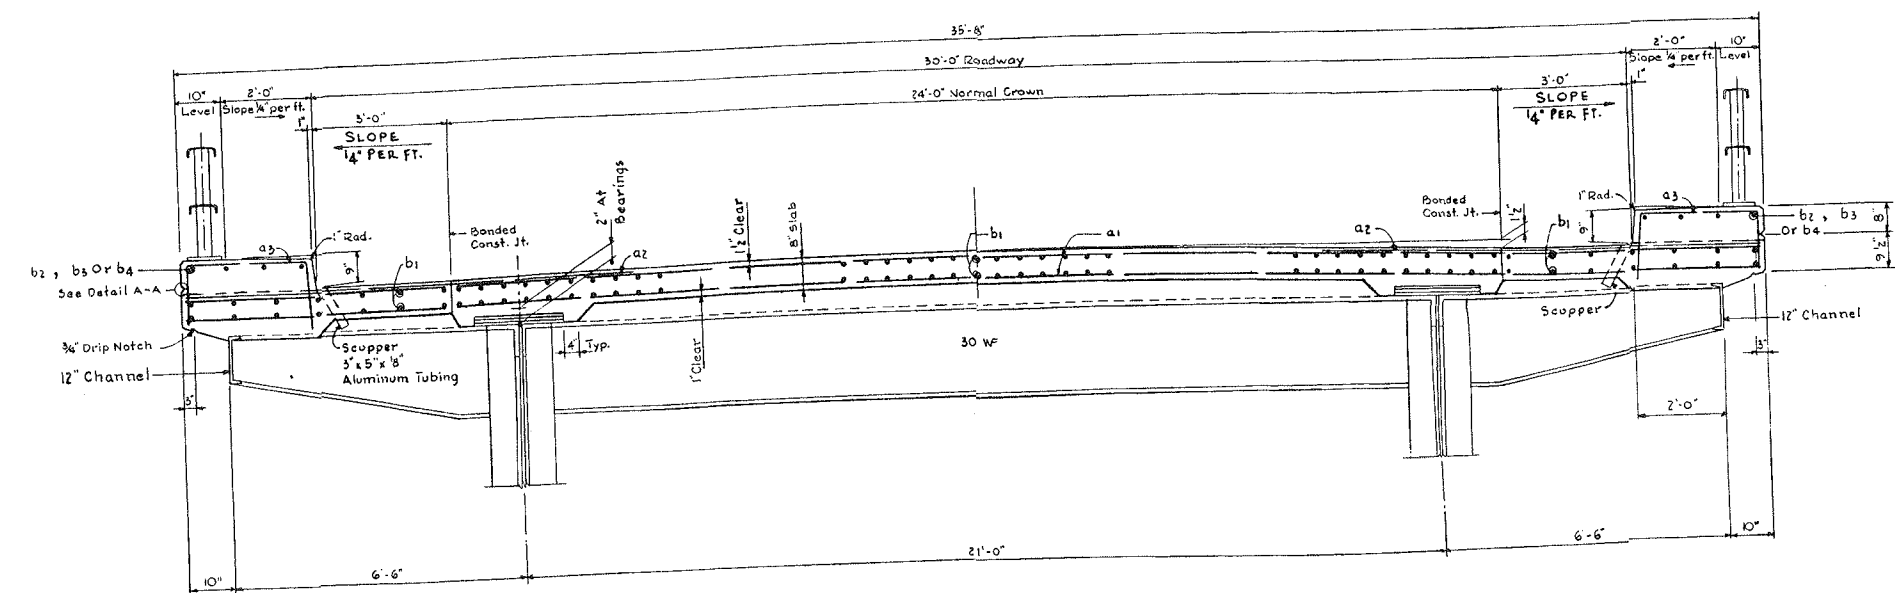 35'-8"
30'-0" Roadway
24'-0" Normal Crown
10" 2'-0"
Level Slope ¼" per ft.
1"
3'-0"
SLOPE
¼" PER FT.
2'-0" 10"
Slope ¼" per ft. Level
1"
3'-0"
SLOPE
¼" PER FT.
2" At
Bearings
1½" Clear
8" Slab
Bonded
Const. Jt.
Bonded
Const. Jt.
1½"
1" Rad.
a3
9"
b1
a2
b1
a1
a2
b1
9"
1" Rad.
a3
b2 , b3
Or b4
8"
9½"
b2 , b3 Or b4
See Detail A-A
¾" Drip Notch
12" Channel
3"
Scupper
3" x 5" x ⅛"
Aluminum Tubing
4" Typ.
1" Clear
30 WF
Scupper
12" Channel
3"
2'-0"
10" 6'-6" 21'-0" 6'-6" 10"